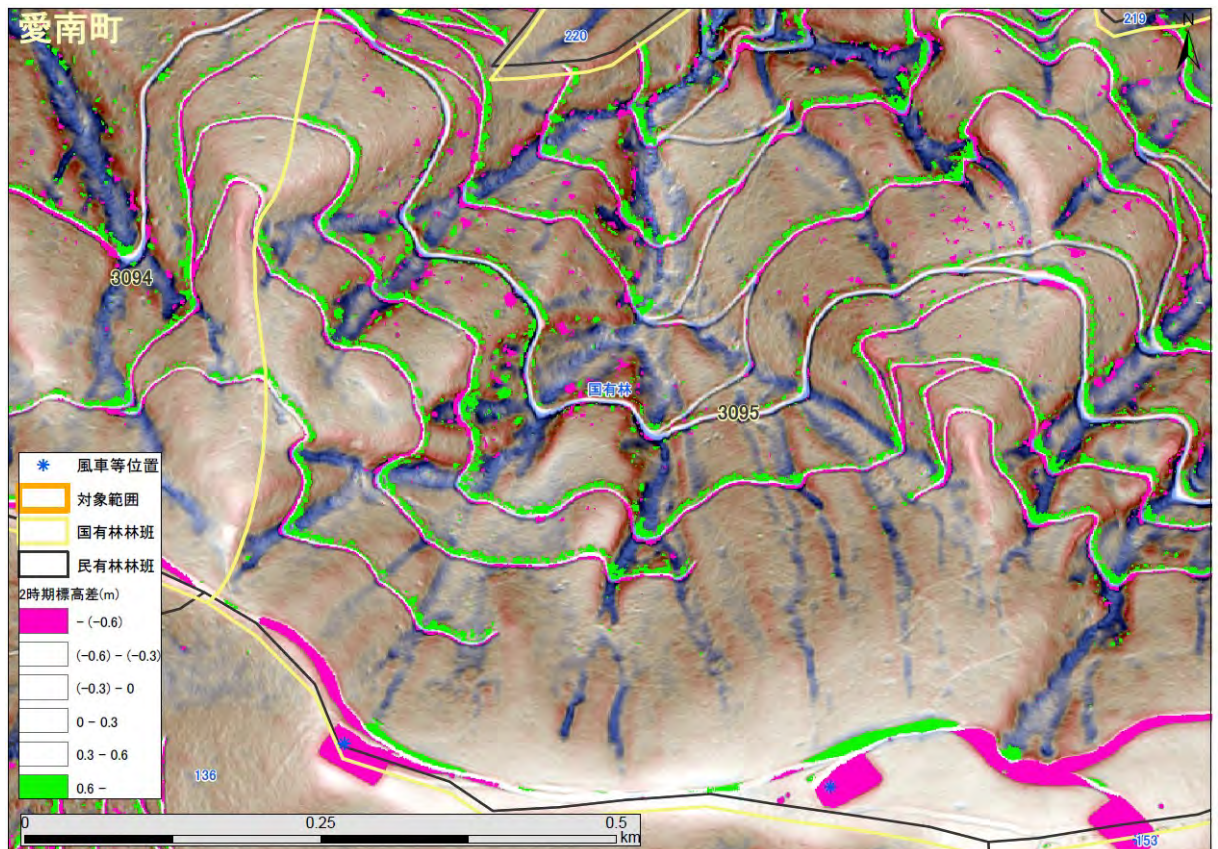 愛南町
220
219
N
3094
国有林
3095
風車等位置
対象範囲
国有林林班
民有林林班
2時期標高差(m)
- (-0.6)
(-0.6) - (-0.3)
(-0.3) - 0
0 - 0.3
0.3 - 0.6
0.6 -
136
153
0 0.25 0.5
km